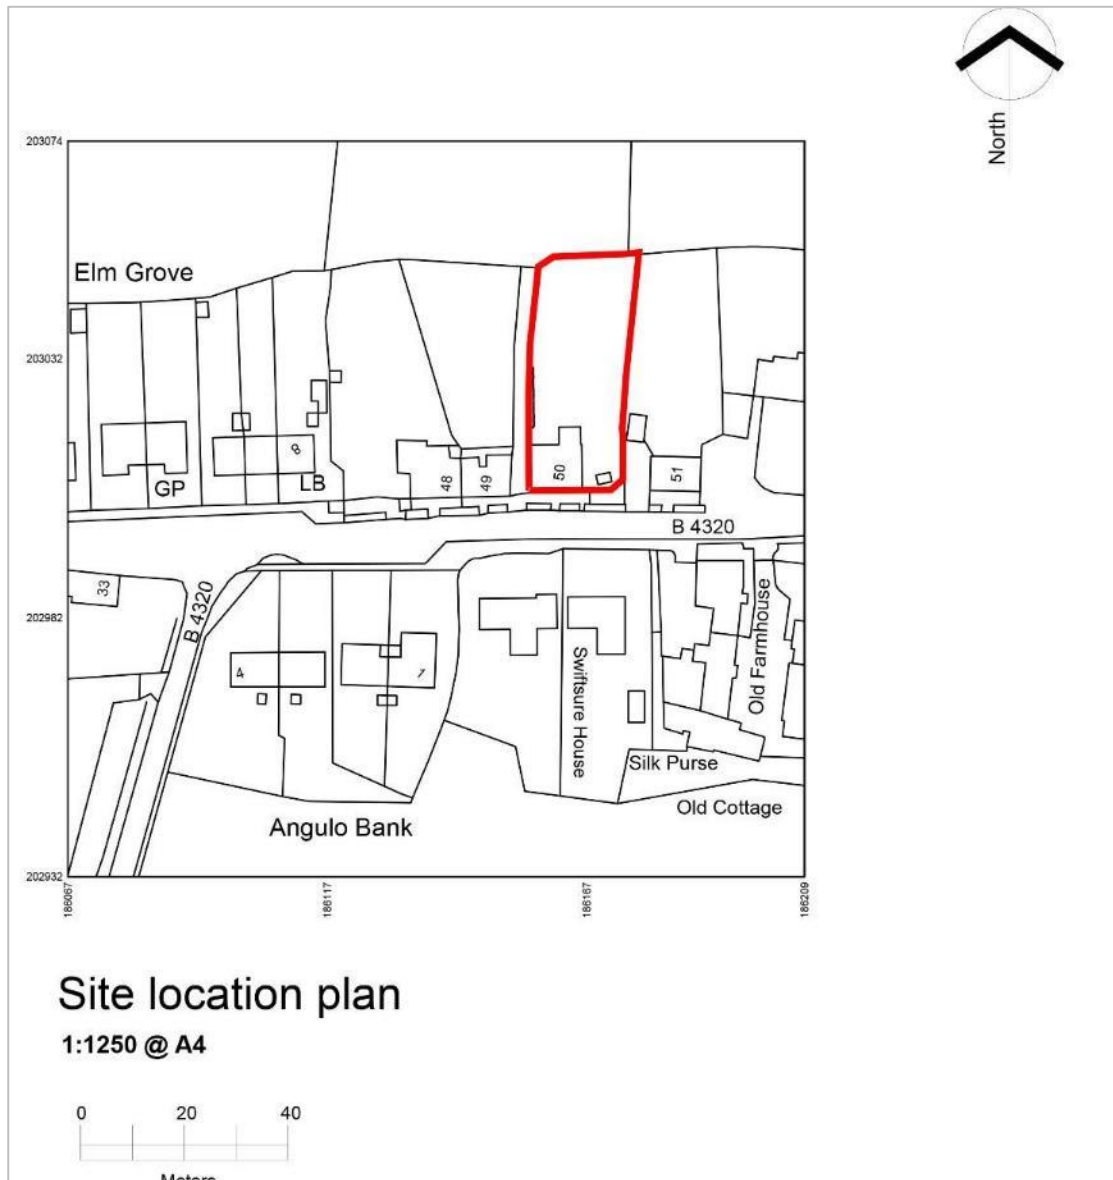 North
203074
Elm Grove
203032
8
GP
LB
48
49
50
51
B 4320
33
B 4320
202982
4
1
Swiftsure House
Old Farmhouse
Silk Purse
Old Cottage
Angulo Bank
202932
186067
186117
186167
186209
Site location plan
1:1250 @ A4
0 20 40
Meters